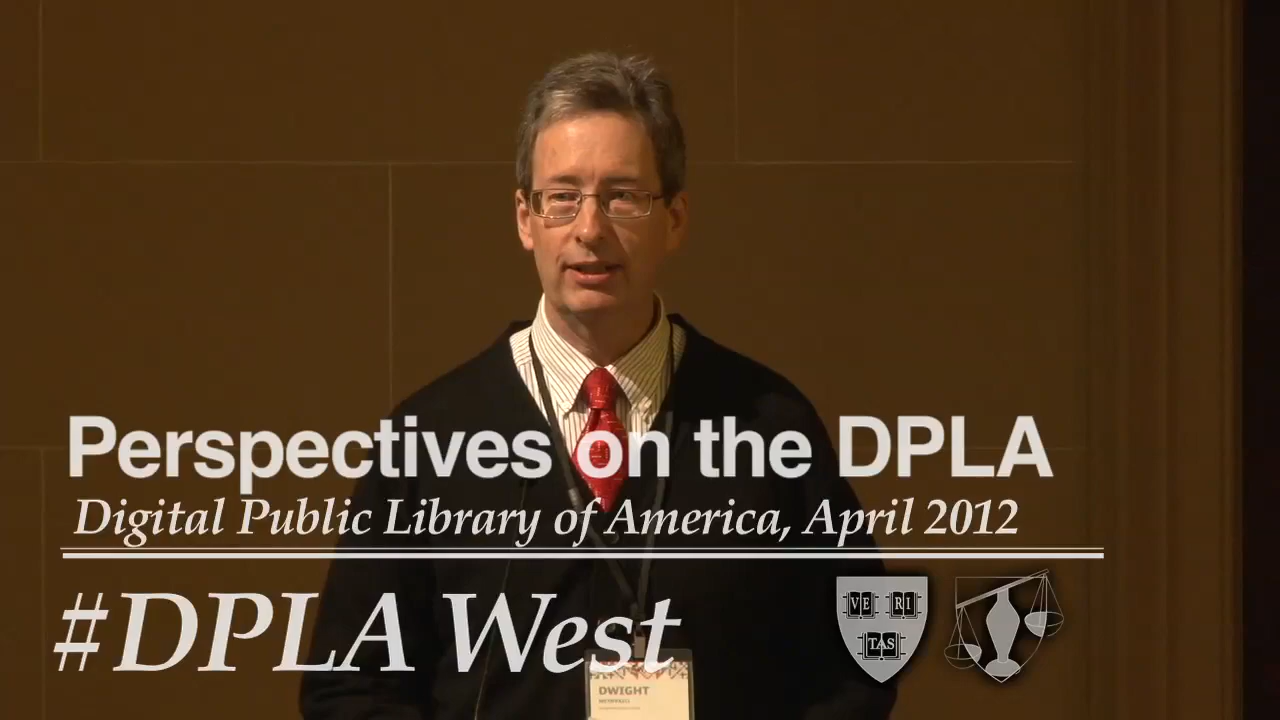 Perspectives on the DPLA
Digital Public Library of America, April 2012
#DPLA West
VE RI
TAS
DWIGHT